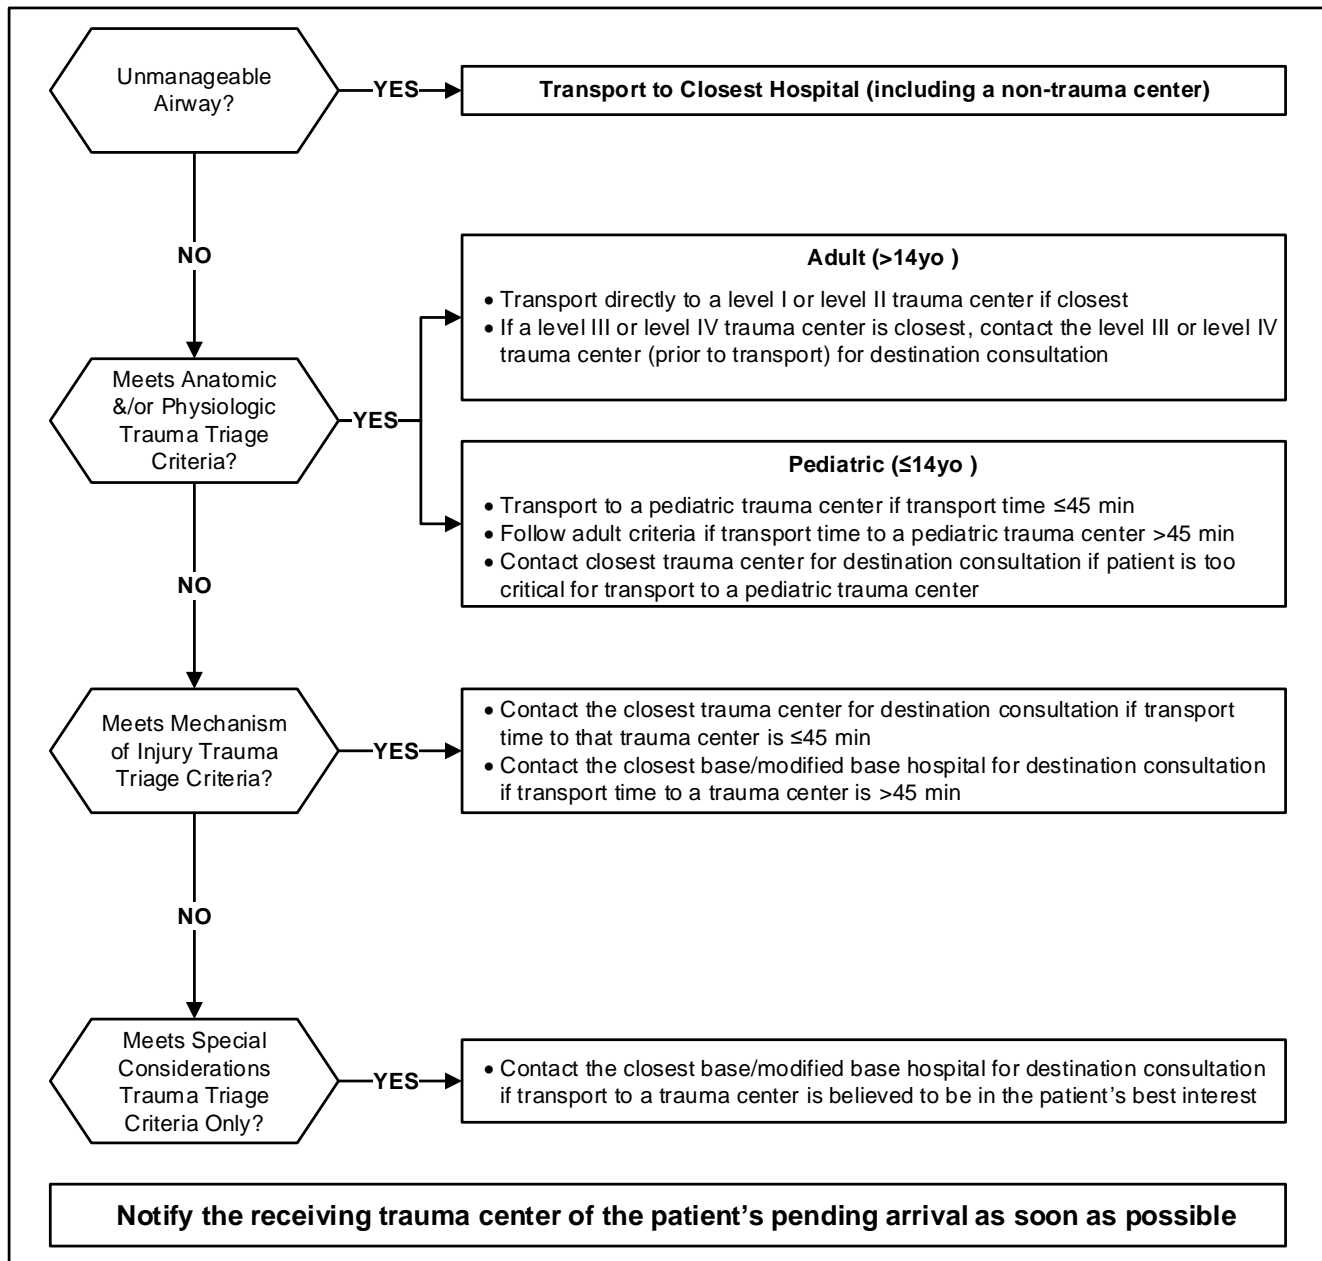 Unmanageable
Airway?
YES
Transport to Closest Hospital (including a non-trauma center)
NO
Adult (>14yo )
• Transport directly to a level I or level II trauma center if closest
• If a level III or level IV trauma center is closest, contact the level III or level IV
trauma center (prior to transport) for destination consultation
Meets Anatomic
&/or Physiologic
Trauma Triage
Criteria?
YES
Pediatric (≤14yo )
• Transport to a pediatric trauma center if transport time ≤45 min
• Follow adult criteria if transport time to a pediatric trauma center >45 min
• Contact closest trauma center for destination consultation if patient is too
critical for transport to a pediatric trauma center
NO
Meets Mechanism
of Injury Trauma
Triage Criteria?
YES
• Contact the closest trauma center for destination consultation if transport
time to that trauma center is ≤45 min
• Contact the closest base/modified base hospital for destination consultation
if transport time to a trauma center is >45 min
NO
Meets Special
Considerations
Trauma Triage
Criteria Only?
YES
• Contact the closest base/modified base hospital for destination consultation
if transport to a trauma center is believed to be in the patient’s best interest
Notify the receiving trauma center of the patient’s pending arrival as soon as possible